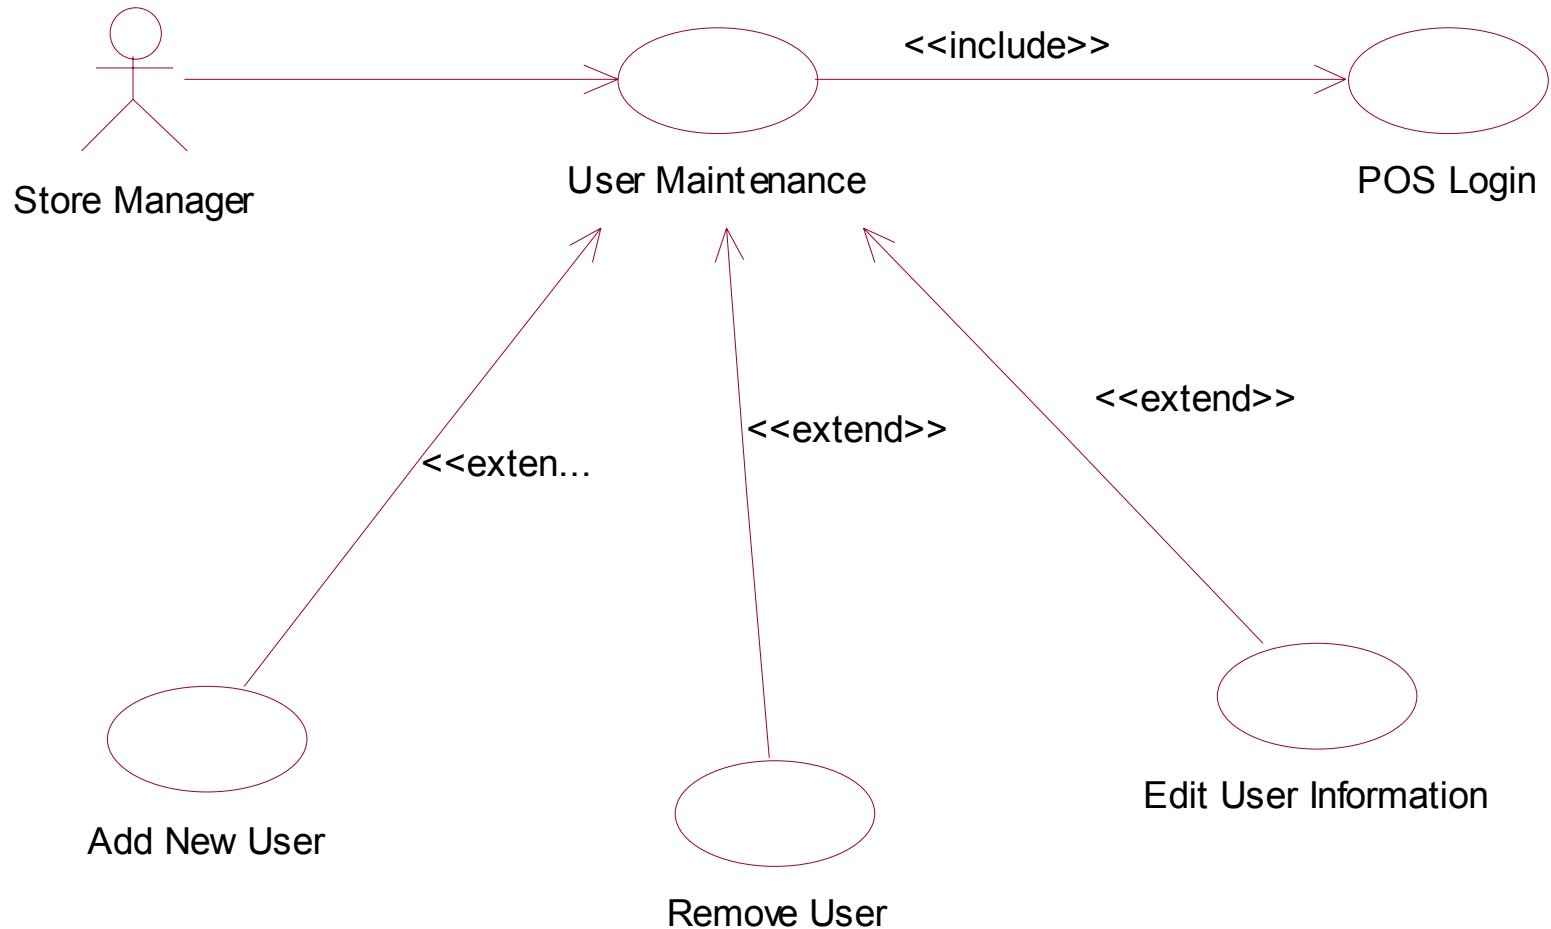 <<include>>
User Maintenance
POS Login
Store Manager
<<extend>>
<<extend>>
<<exten...
Edit User Information
Add New User
Remove User